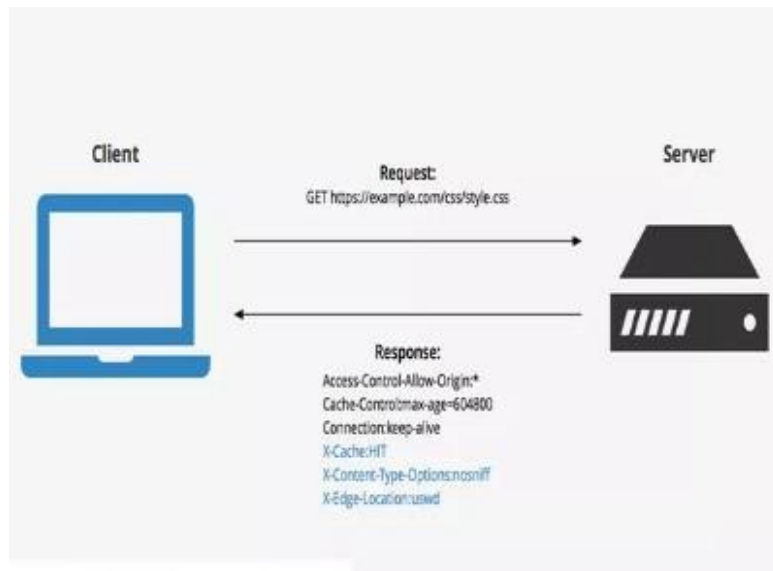 Client
Server
Request:
GET https://example.com/css/style.css
Response:
Access-Control-Allow-Origin:*
Cache-Control:max-age=604800
Connection:keep-alive
X-Cache:HIT
X-Content-Type-Options:nosniff
X-Edge-Location:uswd